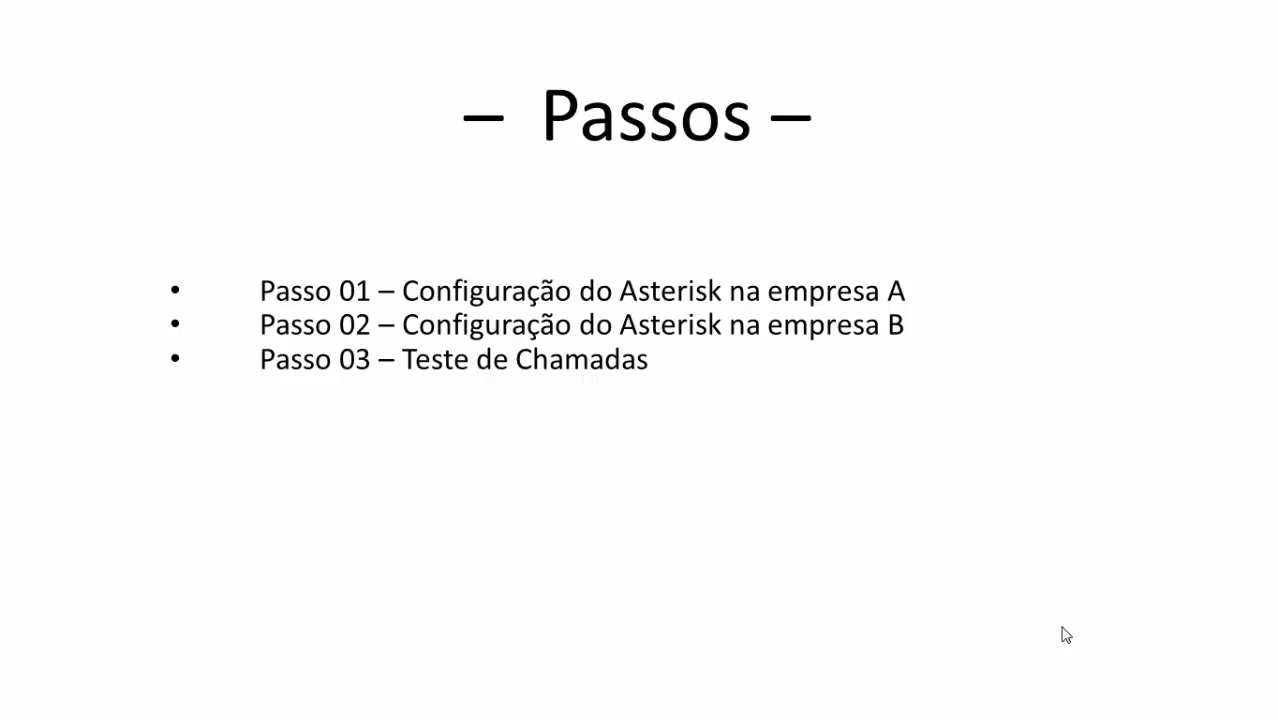 – Passos –
• Passo 01 – Configuração do Asterisk na empresa A
• Passo 02 – Configuração do Asterisk na empresa B
• Passo 03 – Teste de Chamadas